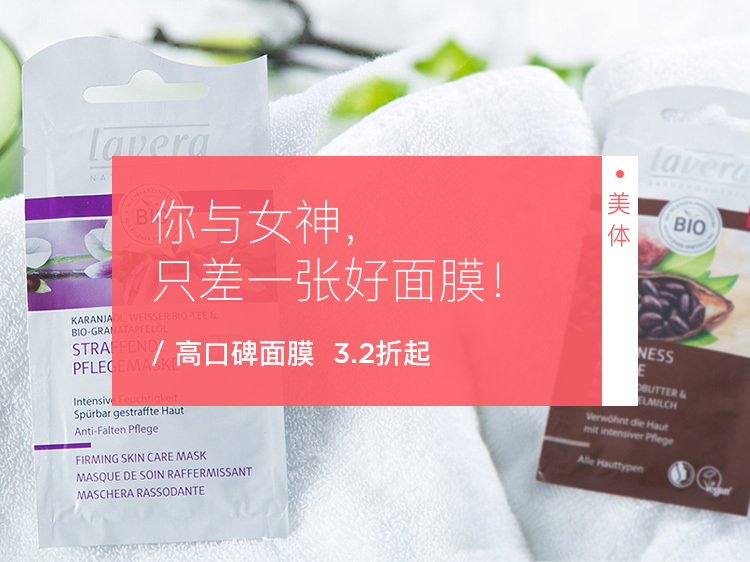 lavera
BIO
KARANJAÖL, WEISSER BIO-TEE &
BIO-GRANATAPFELÖL
STRAFFENDE
PFLEGEMASKE
Intensive Feuchtigkeit
Spürbar gestraffte Haut
Anti-Falten Pflege
FIRMING SKIN CARE MASK
MASQUE DE SOIN RAFFERMISSANT
MASCHERA RASSODANTE
你与女神，
只差一张好面膜！
/ 高口碑面膜 3.2折起
美体
lavera
BIO
Verwöhnt die Haut
mit intensiver Pflege
Alle Hauttypen